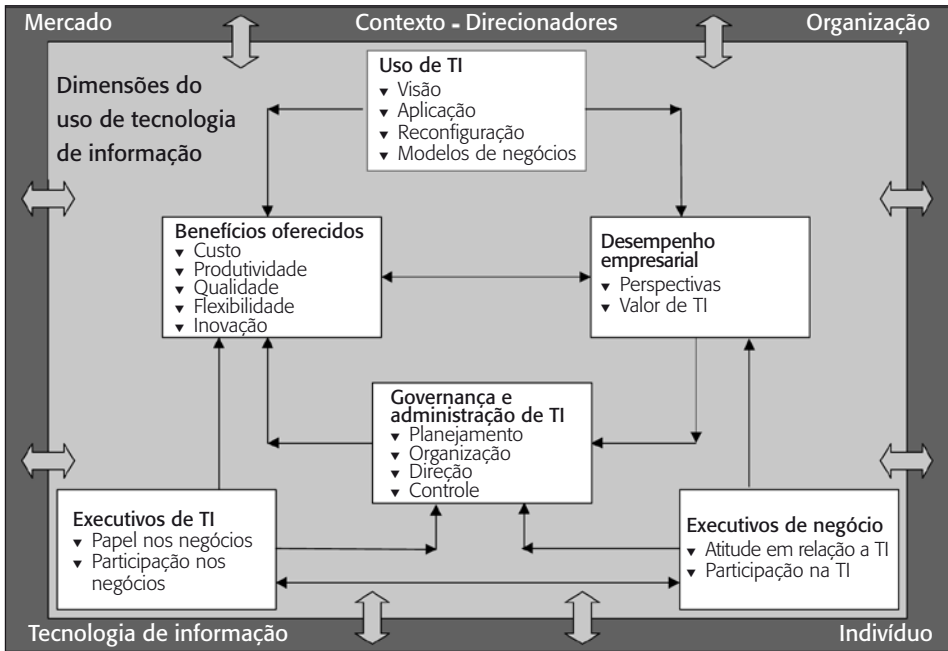 Mercado
Contexto - Direcionadores
Organização
Dimensões do
uso de tecnologia
de informação
Uso de TI
▾ Visão
▾ Aplicação
▾ Reconfiguração
▾ Modelos de negócios
Benefícios oferecidos
▾ Custo
▾ Produtividade
▾ Qualidade
▾ Flexibilidade
▾ Inovação
Desempenho
empresarial
▾ Perspectivas
▾ Valor de TI
Governança e
administração de TI
▾ Planejamento
▾ Organização
▾ Direção
▾ Controle
Executivos de TI
▾ Papel nos negócios
▾ Participação nos
negócios
Executivos de negócio
▾ Atitude em relação a TI
▾ Participação na TI
Tecnologia de informação
Indivíduo